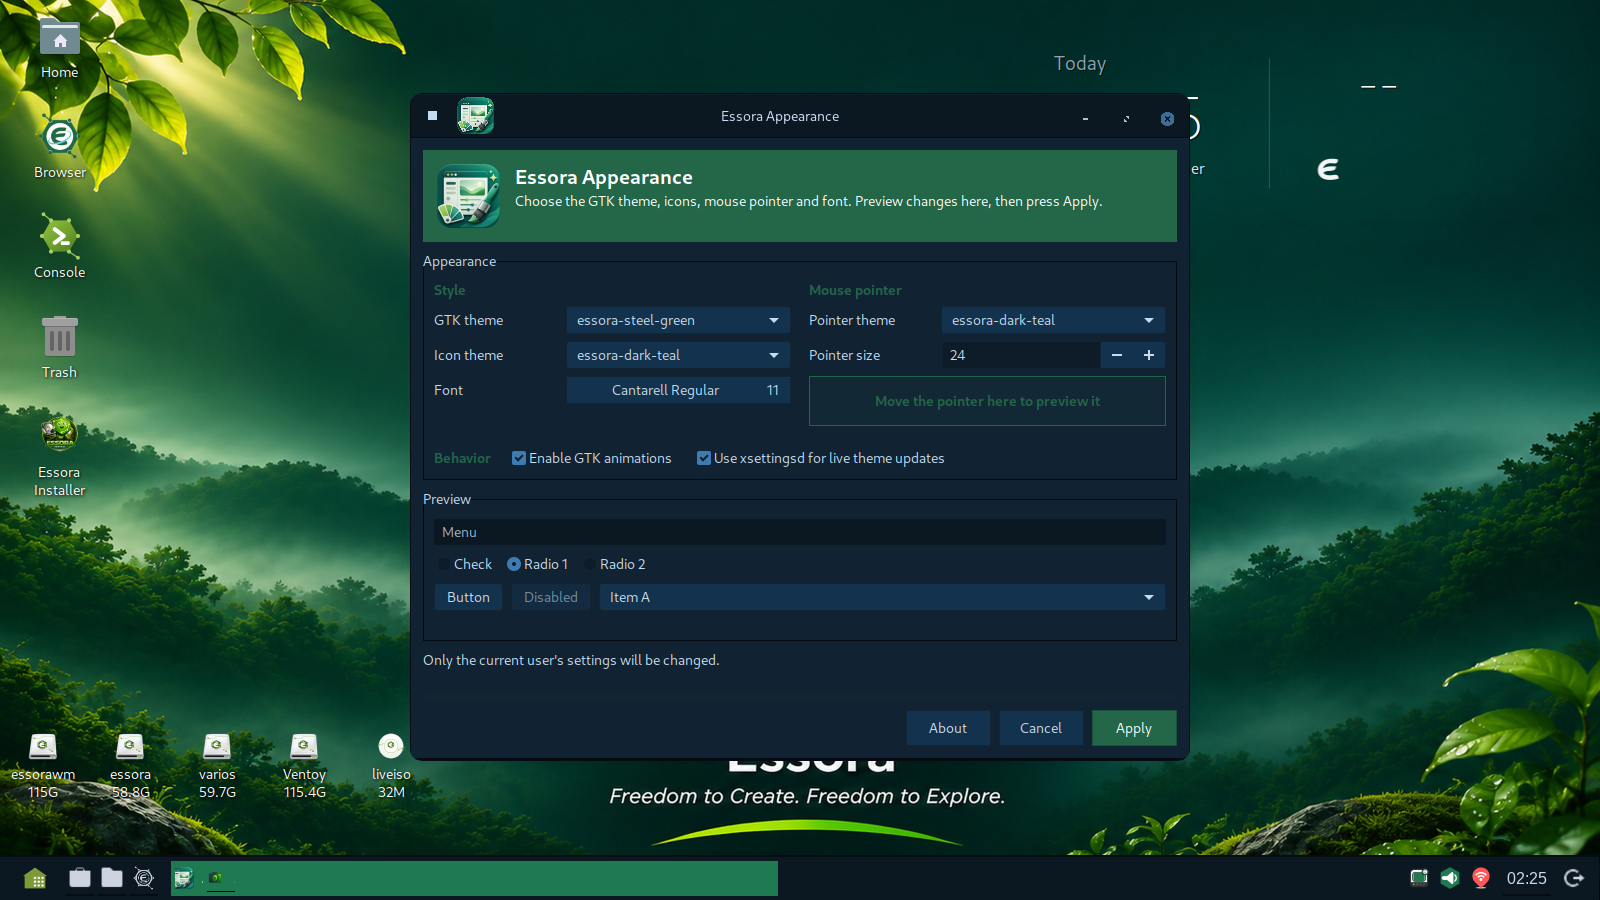 Home
Browser
Console
Trash
Essora
Installer
Today
er
Essora Appearance
Essora Appearance
Choose the GTK theme, icons, mouse pointer and font. Preview changes here, then press Apply.
Appearance
Style
GTK theme
essora-steel-green
Icon theme
essora-dark-teal
Font
Cantarell Regular 11
Mouse pointer
Pointer theme
essora-dark-teal
Pointer size
24
Move the pointer here to preview it
Behavior
Enable GTK animations
Use xsettingsd for live theme updates
Preview
Menu
Check
Radio 1
Radio 2
Button
Disabled
Item A
Only the current user's settings will be changed.
About
Cancel
Apply
Essora
Freedom to Create. Freedom to Explore.
essorawm
115G
essora
58.8G
varios
59.7G
Ventoy
115.4G
liveiso
32M
02:25